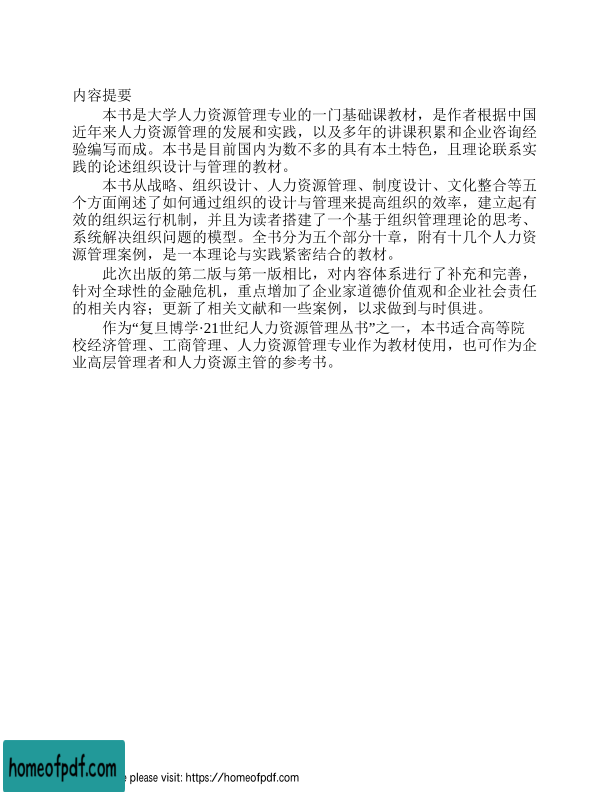 内容提要
本书是大学人力资源管理专业的一门基础课教材，是作者根据中国
近年来人力资源管理的发展和实践，以及多年的讲课积累和企业咨询经
验编写而成。本书是目前国内为数不多的具有本土特色，且理论联系实
践的论述组织设计与管理的教材。
本书从战略、组织设计、人力资源管理、制度设计、文化整合等五
个方面阐述了如何通过组织的设计与管理来提高组织的效率，建立起有
效的组织运行机制，并且为读者搭建了一个基于组织管理理论的思考、
系统解决组织问题的模型。全书分为五个部分十章，附有十几个人力资
源管理案例，是一本理论与实践紧密结合的教材。
此次出版的第二版与第一版相比，对内容体系进行了补充和完善，
针对全球性的金融危机，重点增加了企业家道德价值观和企业社会责任
的相关内容；更新了相关文献和一些案例，以求做到与时俱进。
作为“复旦博学·21世纪人力资源管理丛书”之一，本书适合高等院
校经济管理、工商管理、人力资源管理专业作为教材使用，也可作为企
业高层管理者和人力资源主管的参考书。
homeofpdf.com
e please visit: https://homeofpdf.com